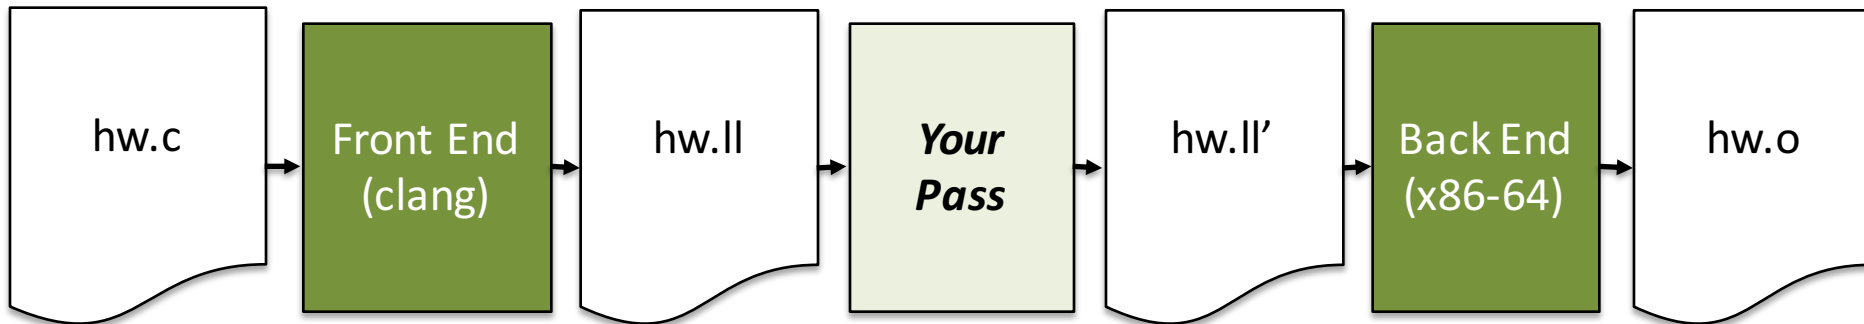 hw.c
Front End
(clang)
hw.ll
Your
Pass
hw.ll’
Back End
(x86-64)
hw.o